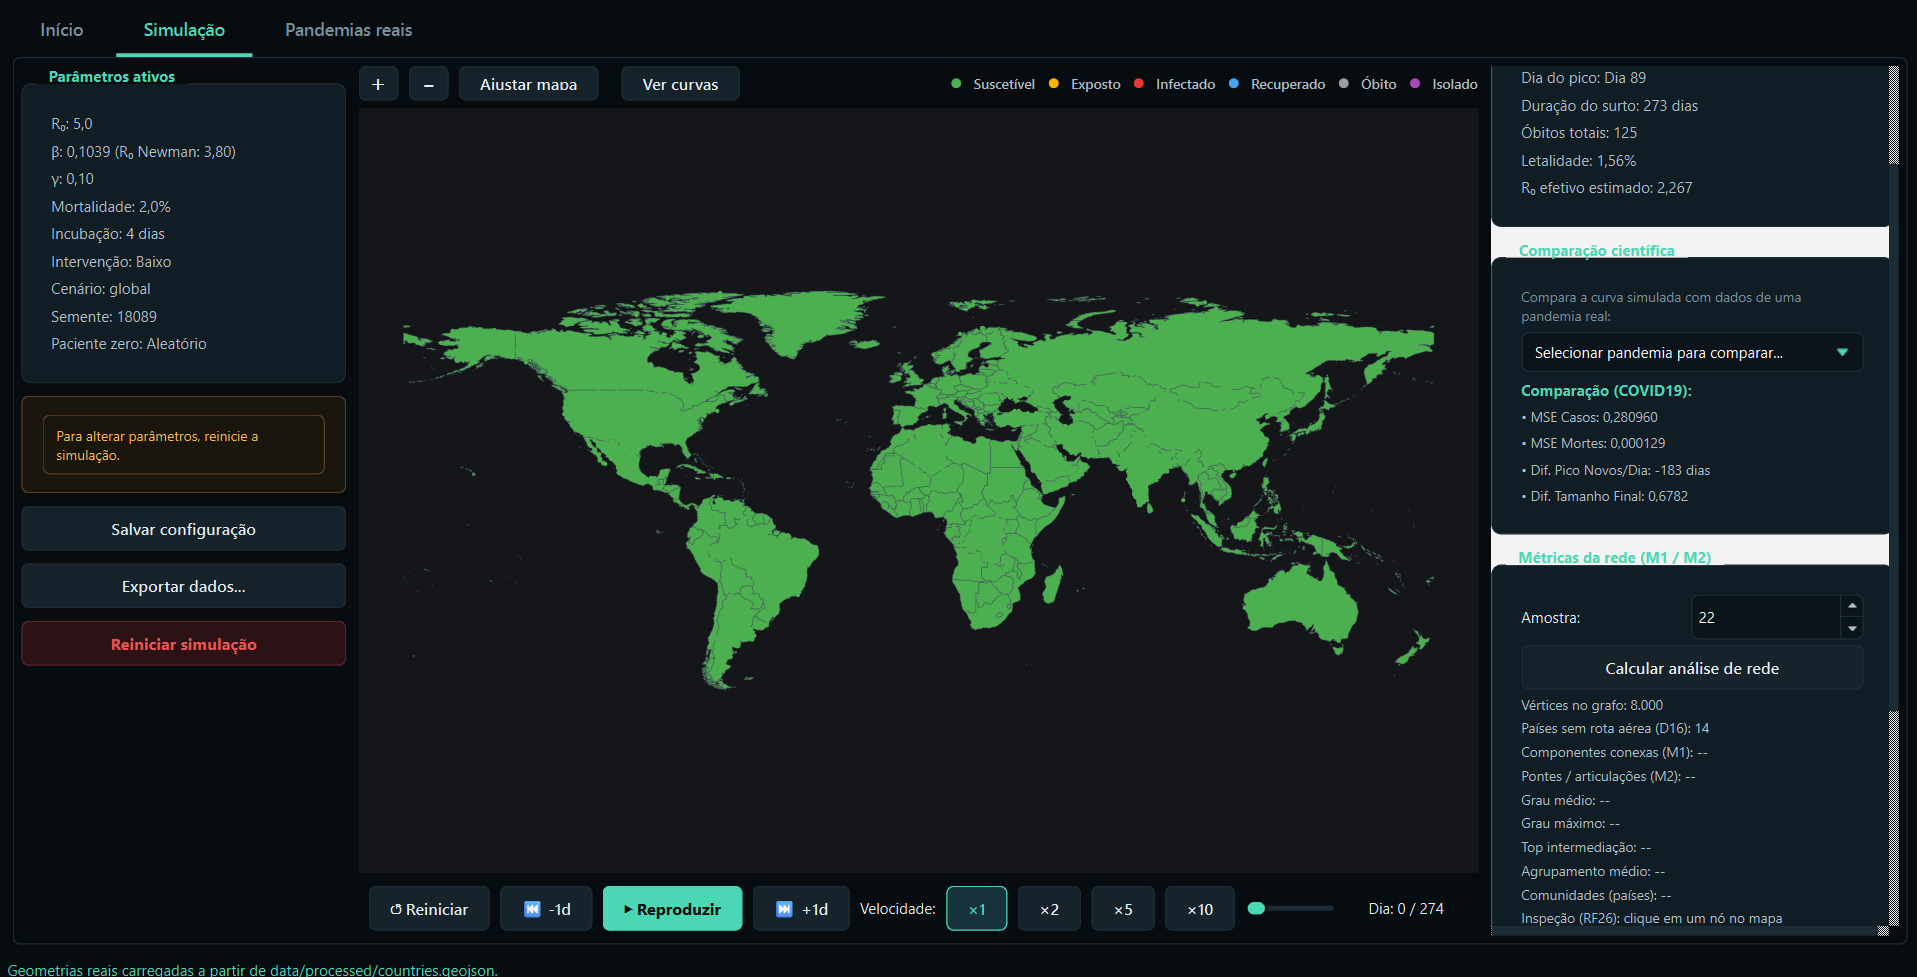 Início
Simulação
Pandemias reais
Parâmetros ativos
R₀: 5,0
β: 0,1039 (R₀ Newman: 3,80)
γ: 0,10
Mortalidade: 2,0%
Incubação: 4 dias
Intervenção: Baixo
Cenário: global
Semente: 18089
Paciente zero: Aleatório
Para alterar parâmetros, reinicie a
simulação.
Salvar configuração
Exportar dados...
Reiniciar simulação
+
−
Ajustar mapa
Ver curvas
Suscetível
Exposto
Infectado
Recuperado
Óbito
Isolado
↺ Reiniciar
⏮ -1d
▶ Reproduzir
⏭ +1d
Velocidade:
×1
×2
×5
×10
Dia: 0 / 274
Dia do pico: Dia 89
Duração do surto: 273 dias
Óbitos totais: 125
Letalidade: 1,56%
R₀ efetivo estimado: 2,267
Comparação científica
Compara a curva simulada com dados de uma
pandemia real:
Selecionar pandemia para comparar...
Comparação (COVID19):
• MSE Casos: 0,280960
• MSE Mortes: 0,000129
• Dif. Pico Novos/Dia: -183 dias
• Dif. Tamanho Final: 0,6782
Métricas da rede (M1 / M2)
Amostra:
22
Calcular análise de rede
Vértices no grafo: 8.000
Países sem rota aérea (D16): 14
Componentes conexas (M1): --
Pontes / articulações (M2): --
Grau médio: --
Grau máximo: --
Top intermediação: --
Agrupamento médio: --
Comunidades (países): --
Inspeção (RF26): clique em um nó no mapa
Geometrias reais carregadas a partir de data/processed/countries.geojson.